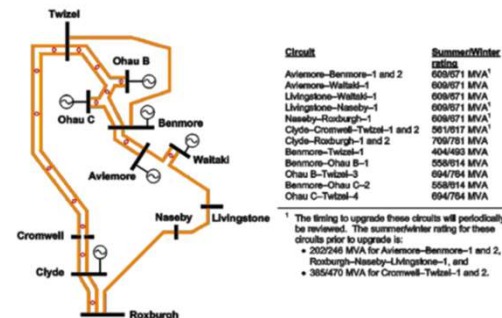 Twizel
Ohau B
Ohau C
Benmore
Waitaki
Aviemore
Naseby
Livingstone
Cromwell
Clyde
Roxburgh
Circuit Summer/Winter rating
Aviemore–Benmore–1 and 2 609/671 MVA¹
Aviemore–Waitaki–1 609/671 MVA¹
Livingstone–Waitaki–1 609/671 MVA¹
Livingstone–Naseby–1 609/671 MVA¹
Naseby–Roxburgh–1 609/671 MVA¹
Clyde–Cromwell–Twizel–1 and 2 561/617 MVA¹
Clyde–Roxburgh–1 and 2 709/781 MVA
Benmore–Twizel–1 404/493 MVA
Benmore–Ohau B–1 558/614 MVA
Ohau B–Twizel–3 694/764 MVA
Benmore–Ohau C–2 558/614 MVA
Ohau C–Twizel–4 694/764 MVA
¹ The timing to upgrade these circuits will periodically
be reviewed. The summer/winter rating for these
circuits prior to upgrade is:
• 202/246 MVA for Aviemore–Benmore–1 and 2,
Roxburgh–Naseby–Livingstone–1, and
• 385/470 MVA for Cromwell–Twizel–1 and 2.